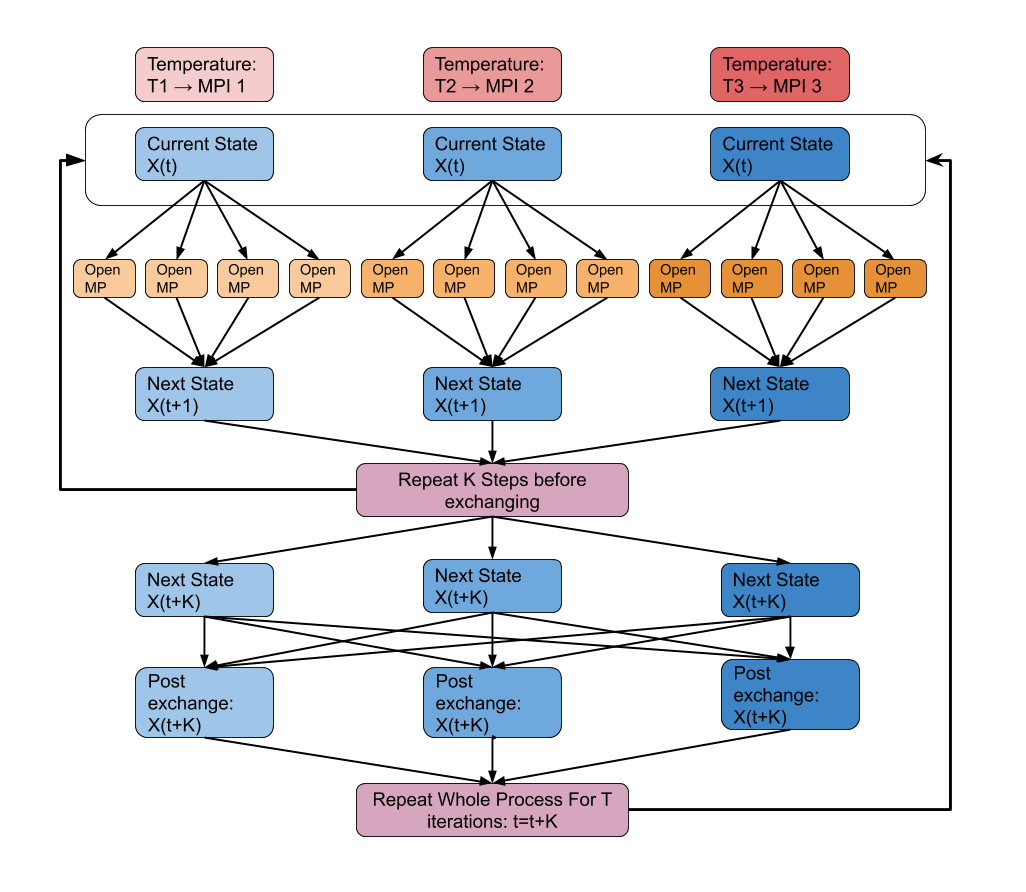 Temperature:
T1 → MPI 1
Temperature:
T2 → MPI 2
Temperature:
T3 → MPI 3
Current State
X(t)
Current State
X(t)
Current State
X(t)
Open
MP
Open
MP
Open
MP
Open
MP
Open
MP
Open
MP
Open
MP
Open
MP
Open
MP
Open
MP
Open
MP
Open
MP
Next State
X(t+1)
Next State
X(t+1)
Next State
X(t+1)
Repeat K Steps before
exchanging
Next State
X(t+K)
Next State
X(t+K)
Next State
X(t+K)
Post
exchange:
X(t+K)
Post
exchange:
X(t+K)
Post
exchange:
X(t+K)
Repeat Whole Process For T
iterations: t=t+K